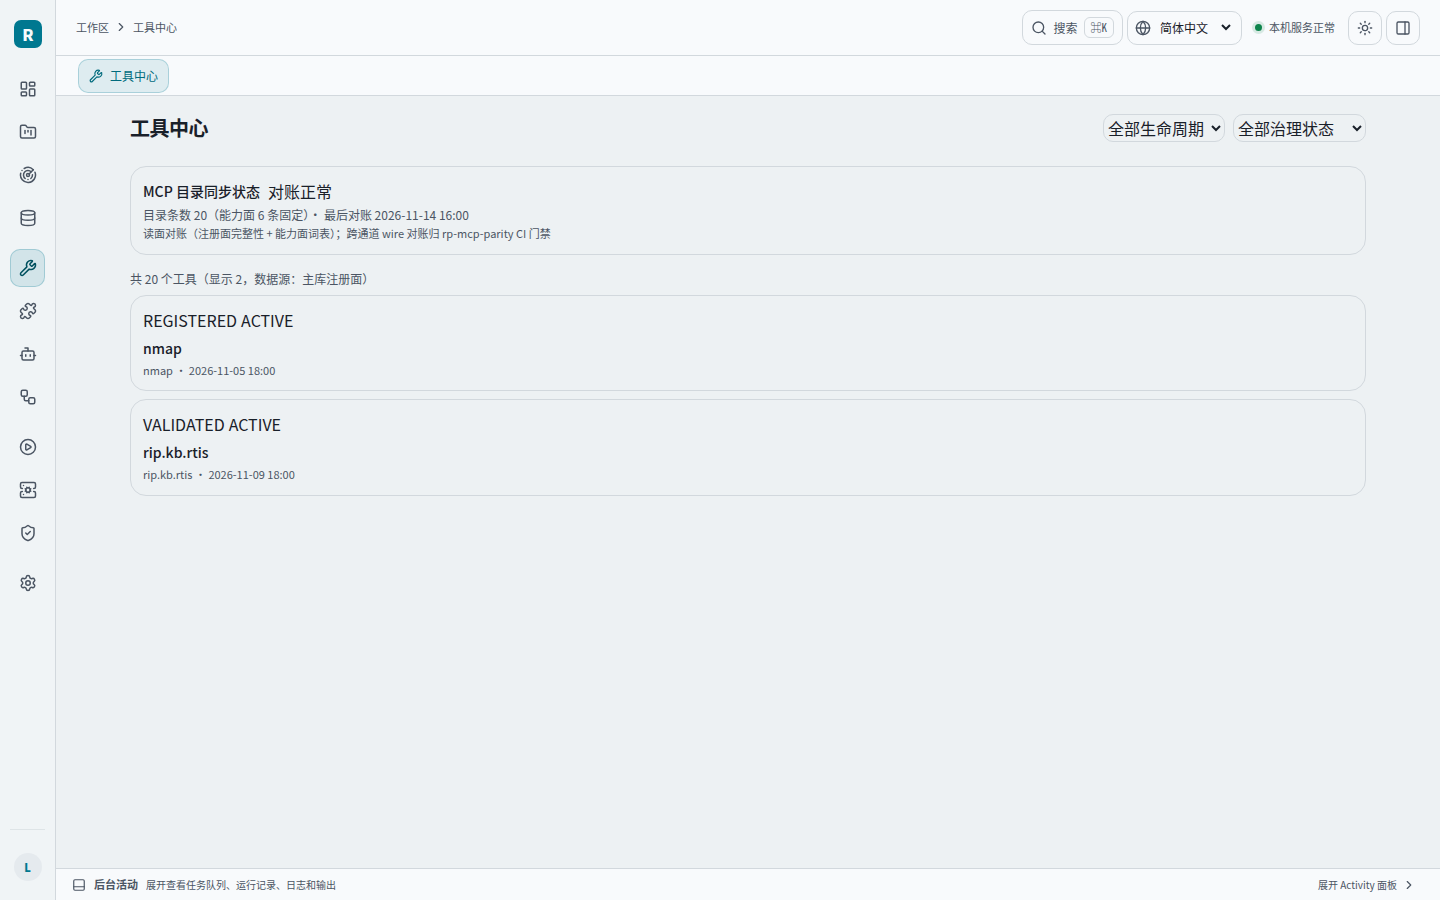 R
工作区 > 工具中心
搜索 ⌘K
简体中文
本机服务正常
工具中心
工具中心
全部生命周期
全部治理状态
MCP 目录同步状态 对账正常
目录条数 20（能力面 6 条固定）· 最后对账 2026-11-14 16:00
读面对账（注册面完整性 + 能力面词表）；跨通道 wire 对账归 rp-mcp-parity CI 门禁
共 20 个工具（显示 2，数据源：主库注册面）
REGISTERED ACTIVE
nmap
nmap · 2026-11-05 18:00
VALIDATED ACTIVE
rip.kb.rtis
rip.kb.rtis · 2026-11-09 18:00
L
后台活动 展开查看任务队列、运行记录、日志和输出
展开 Activity 面板